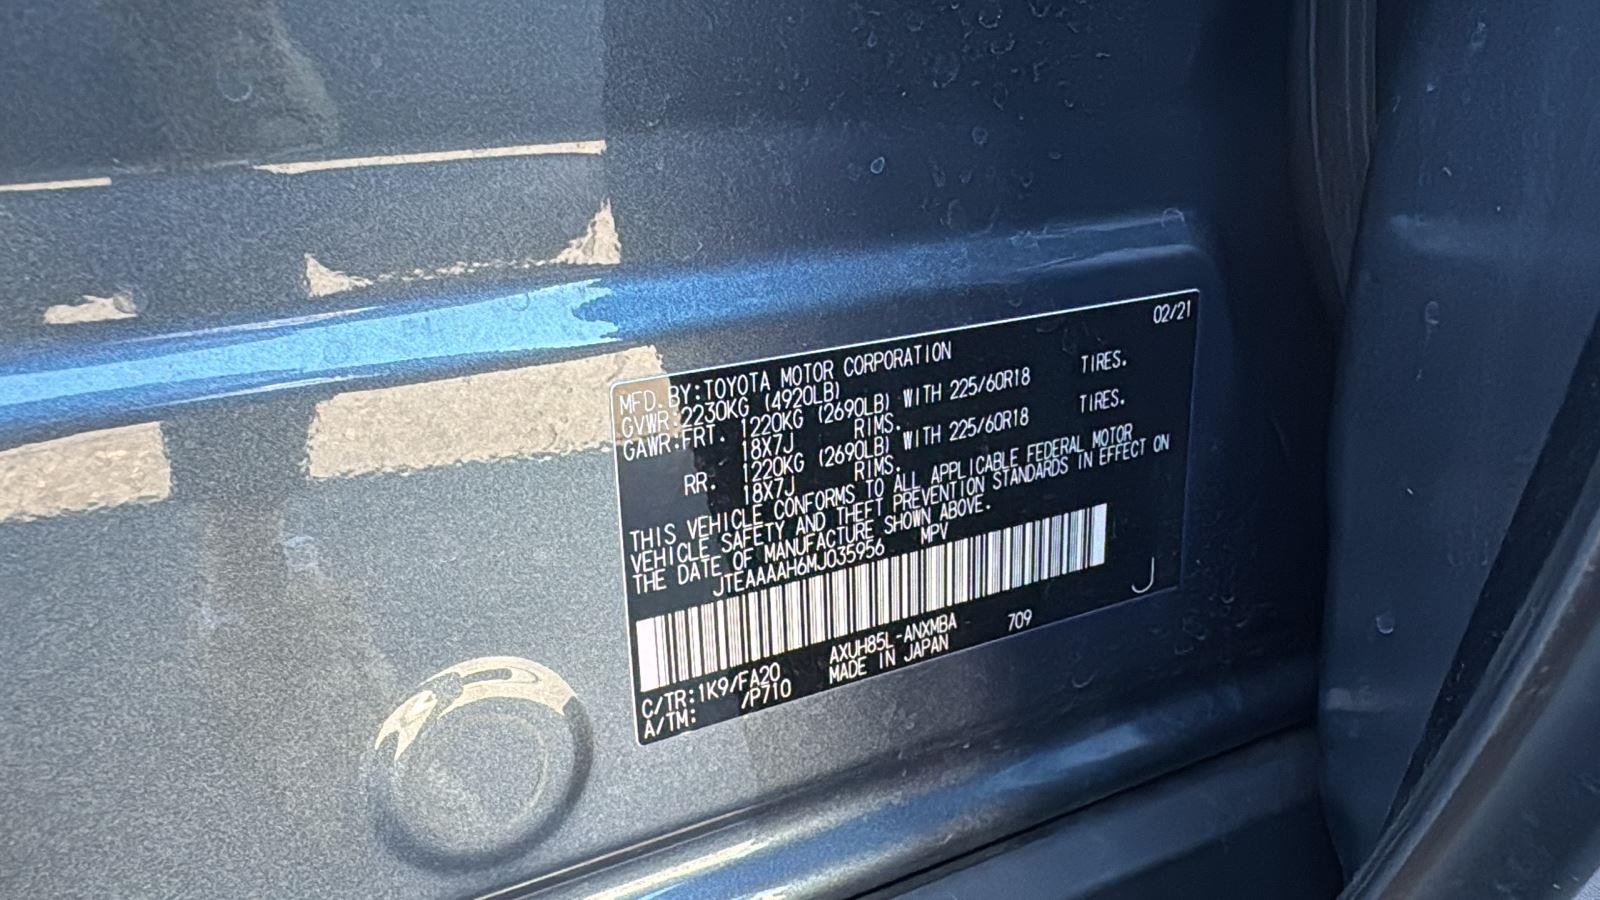 02/21
MFD. BY:TOYOTA MOTOR CORPORATION
GVWR:2230KG (4920LB)
GAWR:FRT. 1220KG (2690LB) WITH 225/60R18 TIRES.
18X7J RIMS.
RR. 1220KG (2690LB) WITH 225/60R18 TIRES.
18X7J RIMS.
THIS VEHICLE CONFORMS TO ALL APPLICABLE FEDERAL MOTOR
VEHICLE SAFETY AND THEFT PREVENTION STANDARDS IN EFFECT ON
THE DATE OF MANUFACTURE SHOWN ABOVE.
JTEAAAAH6MJ035956 MPV
J
C/TR:1K9/FA20 AXUH85L-ANXMBA 709
A/TM: /P710 MADE IN JAPAN